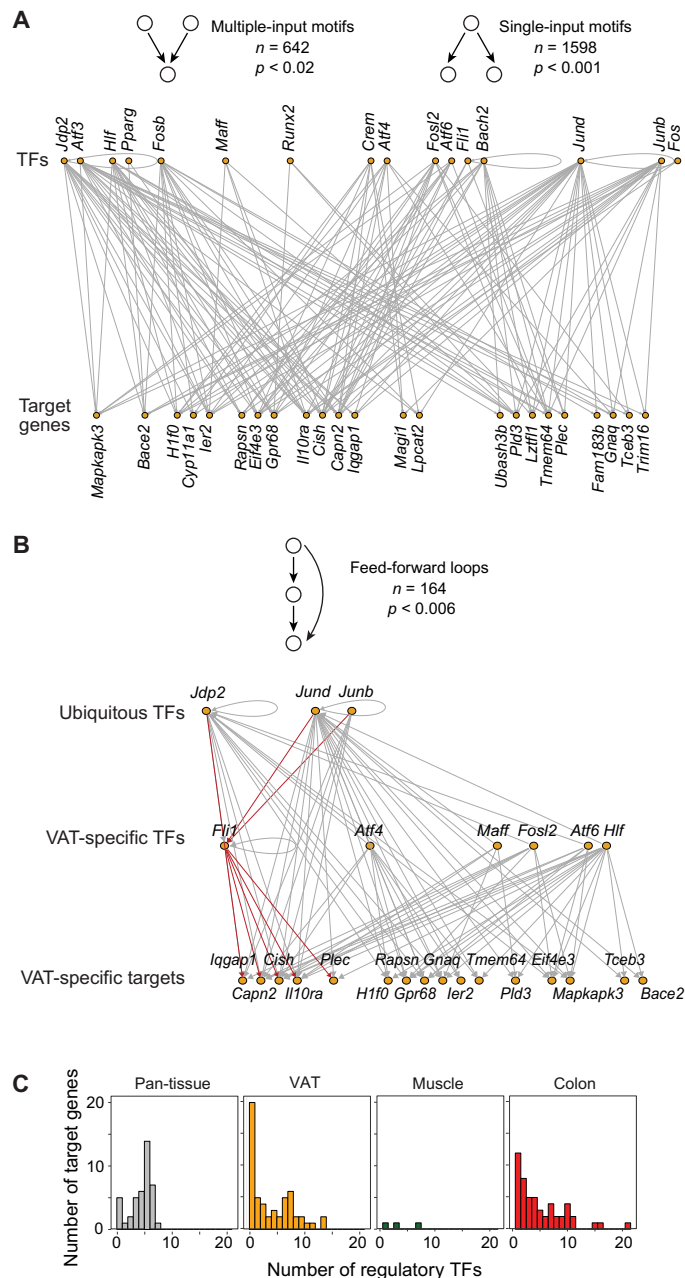 A
Multiple-input motifs
n = 642
p < 0.02
Single-input motifs
n = 1598
p < 0.001
Jdp2
Atf3
Hlf
Pparg
Fosb
Maff
Runx2
Crem
Atf4
Fosl2
Atf6
Fli1
Bach2
Jund
Junb
Fos
TFs
Target
genes
Mapkapk3
Bace2
H1f0
Cyp11a1
Ier2
Rapsn
Eif4e3
Gpr68
Il10ra
Cish
Capn2
Iqgap1
Magi1
Lpcat2
Ubash3b
Pld3
Lztfl1
Tmem64
Plec
Fam183b
Gnaq
Tceb3
Trim16
B
Feed-forward loops
n = 164
p < 0.006
Jdp2 Jund Junb
Ubiquitous TFs
Fli1 Atf4 Maff Fosl2 Atf6 Hlf
VAT-specific TFs
Iqgap1 Cish Plec Rapsn Gnaq Tmem64 Eif4e3 Tceb3
VAT-specific targets
Capn2 Il10ra H1f0 Gpr68 Ier2 Pld3 Mapkapk3 Bace2
C
Pan-tissue VAT Muscle Colon
Number of target genes
20
10
0
0 10 20 0 10 20 0 10 20 0 10 20
Number of regulatory TFs